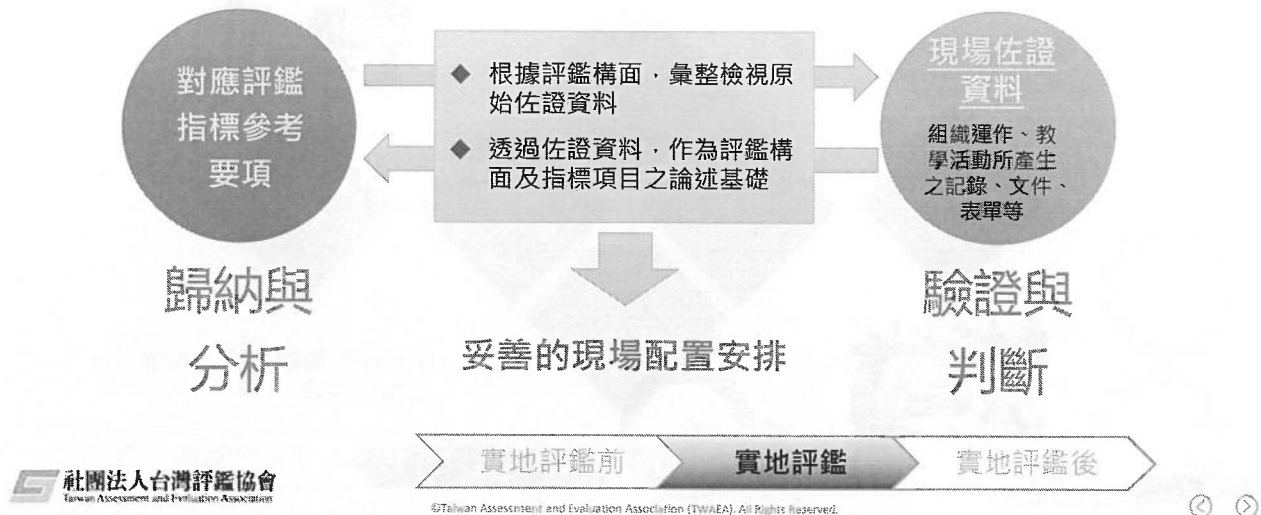 對應評鑑
指標參考
要項
◆ 根據評鑑構面，彙整檢視原
始佐證資料
◆ 透過佐證資料，作為評鑑構
面及指標項目之論述基礎
現場佐證
資料
組織運作、教
學活動所產生
之記錄、文件、
表單等
歸納與
分析
妥善的現場配置安排
驗證與
判斷
實地評鑑前
實地評鑑
實地評鑑後
社團法人台灣評鑑協會
Taiwan Assessment and Evaluation Association
©Taiwan Assessment and Evaluation Association (TWAEA). All Rights Reserved.